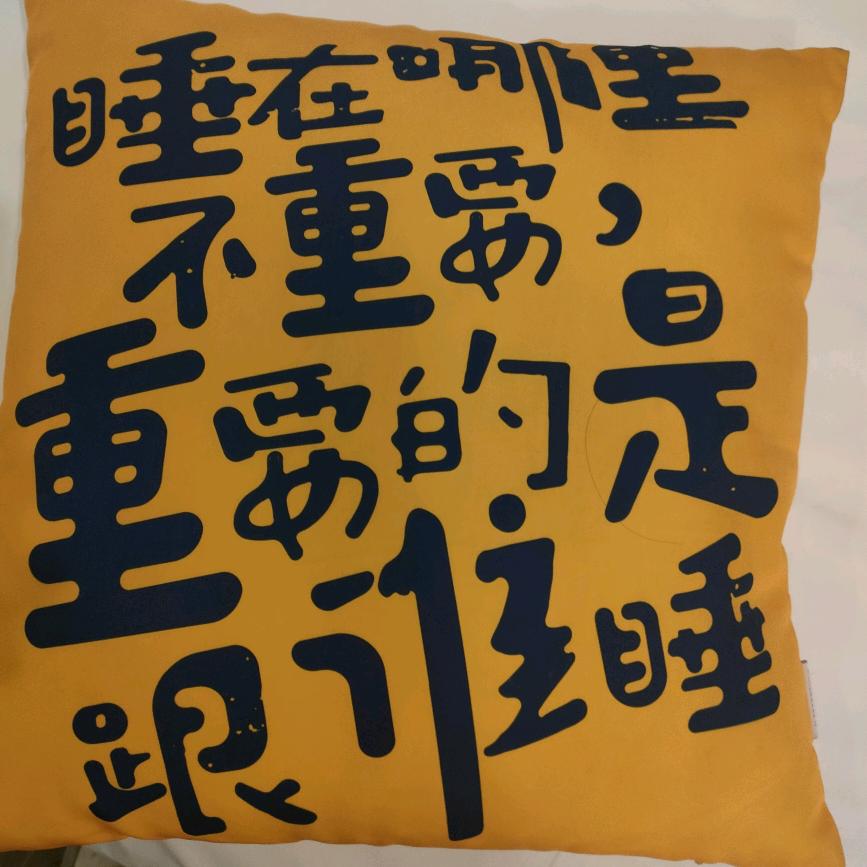 睡在哪裡
不重要，
重要的是
跟誰睡